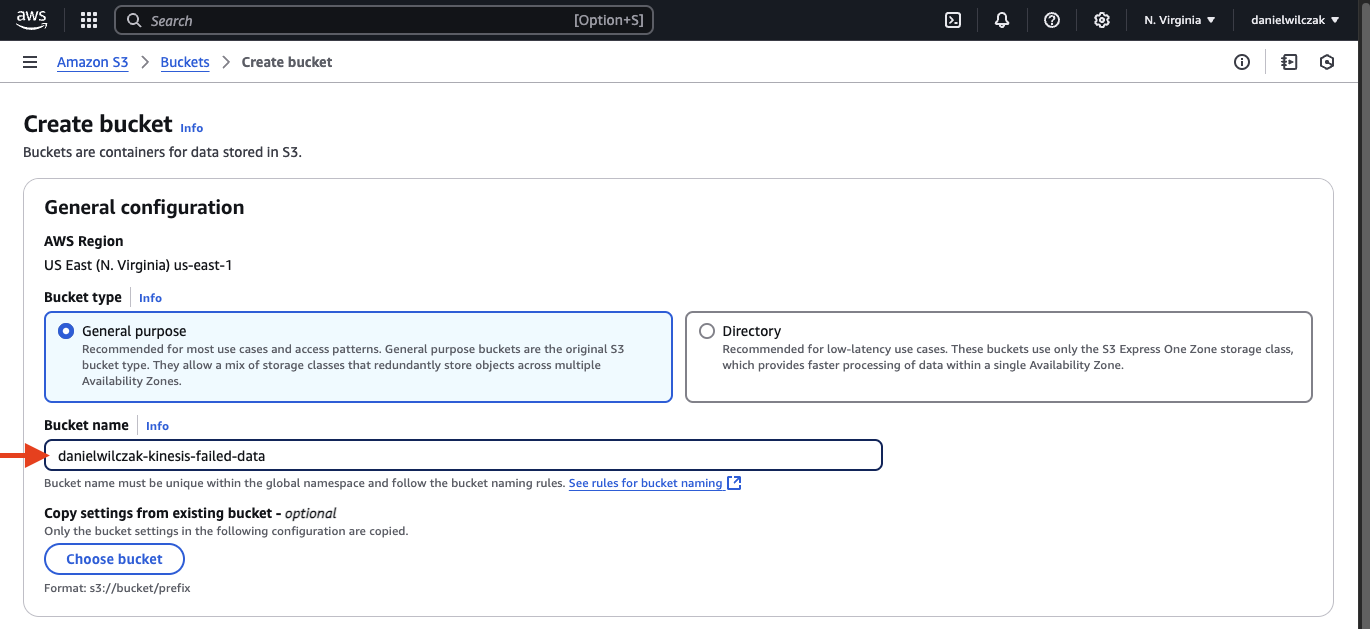 aws
Search [Option+S] N. Virginia ▼ danielwilczak ▼
Amazon S3 > Buckets > Create bucket
Create bucket Info
Buckets are containers for data stored in S3.
General configuration
AWS Region
US East (N. Virginia) us-east-1
Bucket type Info
General purpose
Recommended for most use cases and access patterns. General purpose buckets are the original S3
bucket type. They allow a mix of storage classes that redundantly store objects across multiple
Availability Zones.
Directory
Recommended for low-latency use cases. These buckets use only the S3 Express One Zone storage class,
which provides faster processing of data within a single Availability Zone.
Bucket name Info
danielwilczak-kinesis-failed-data
Bucket name must be unique within the global namespace and follow the bucket naming rules. See rules for bucket naming
Copy settings from existing bucket - optional
Only the bucket settings in the following configuration are copied.
Choose bucket
Format: s3://bucket/prefix